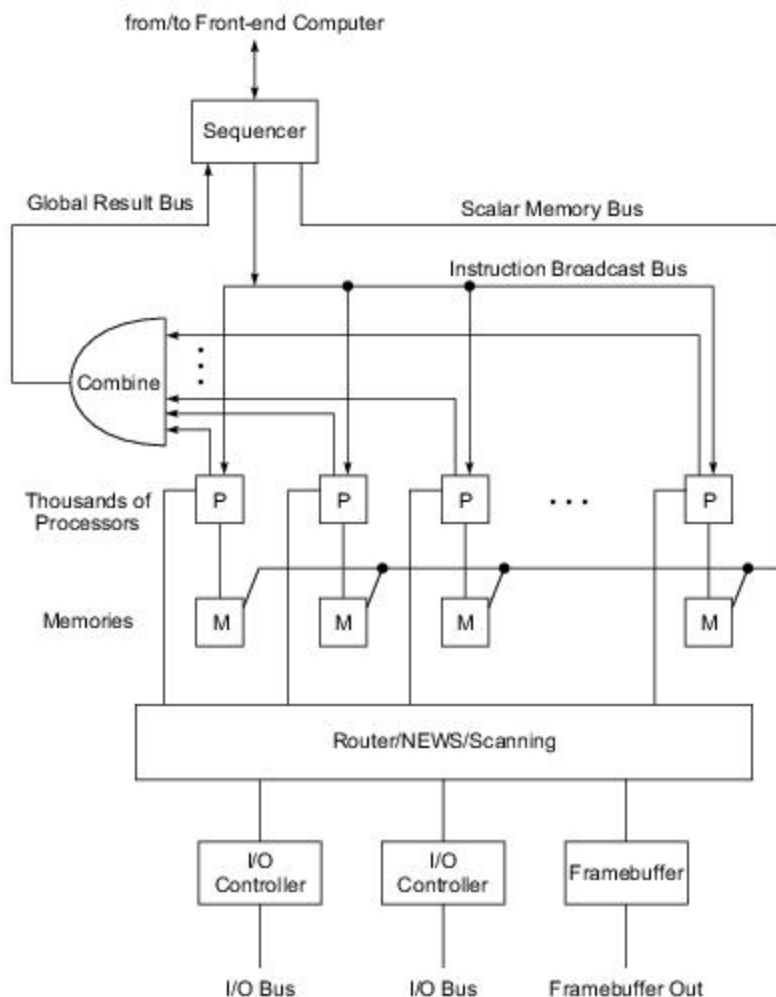 from/to Front-end Computer
Sequencer
Global Result Bus
Scalar Memory Bus
Instruction Broadcast Bus
Combine
Thousands of
Processors
P
P
P
P
Memories
M
M
M
M
Router/NEWS/Scanning
I/O
Controller
I/O
Controller
Framebuffer
I/O Bus
I/O Bus
Framebuffer Out